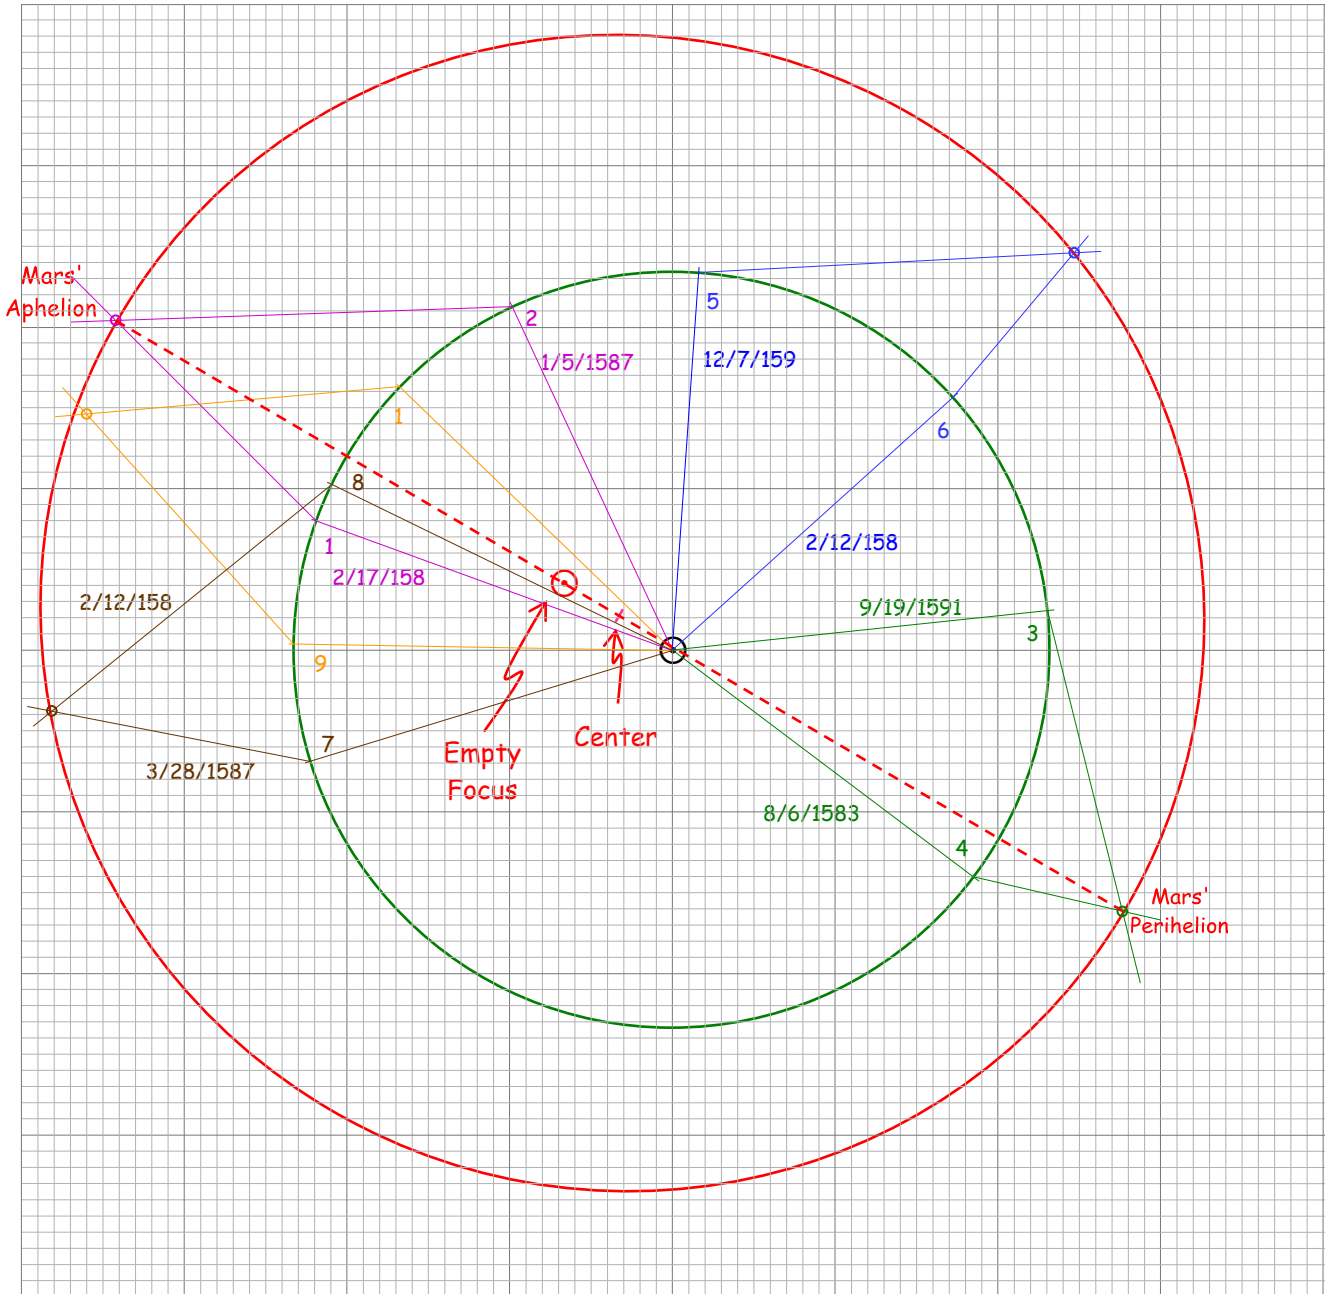 Mars'
Aphelion
2
5
1/5/1587
12/7/159
1
6
8
1
2/17/158
2/12/158
2/12/158
9/19/1591
3
9
7
Empty
Focus
Center
3/28/1587
8/6/1583
4
Mars'
Perihelion